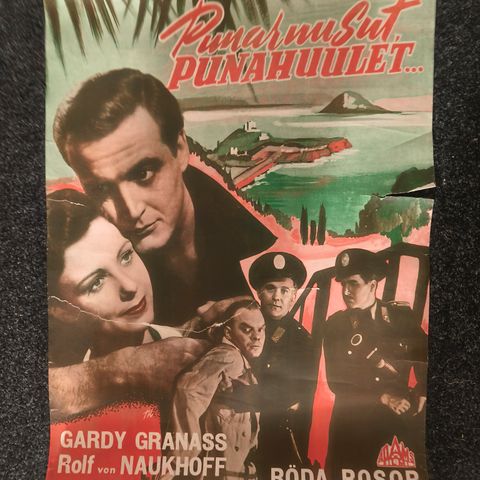 Punaruusut,
PUNAHUULET...
GARDY GRANASS
Rolf von NAUKHOFF
RÖDA ROSOR